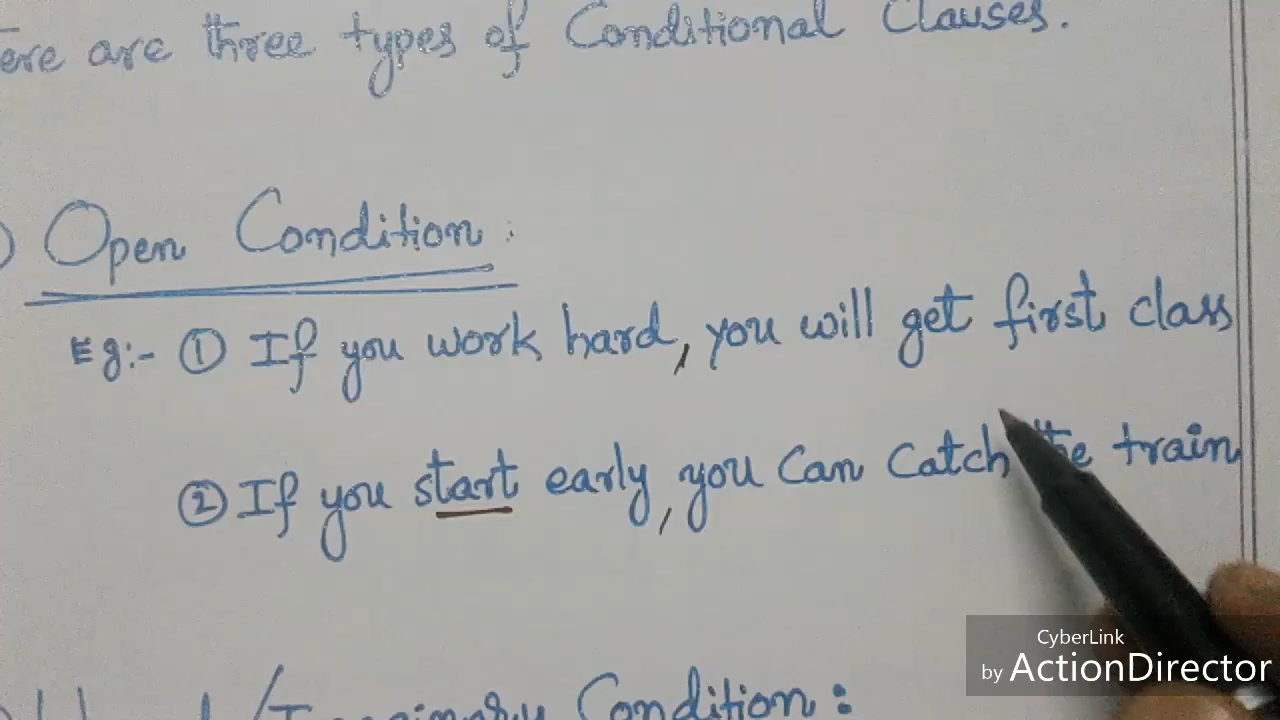 ere are three types of Conditional Clauses.
Open Condition:
Eg:- ① If you work hard, you will get first class
② If you start early, you can catch the train
Condition:
CyberLink
by ActionDirector